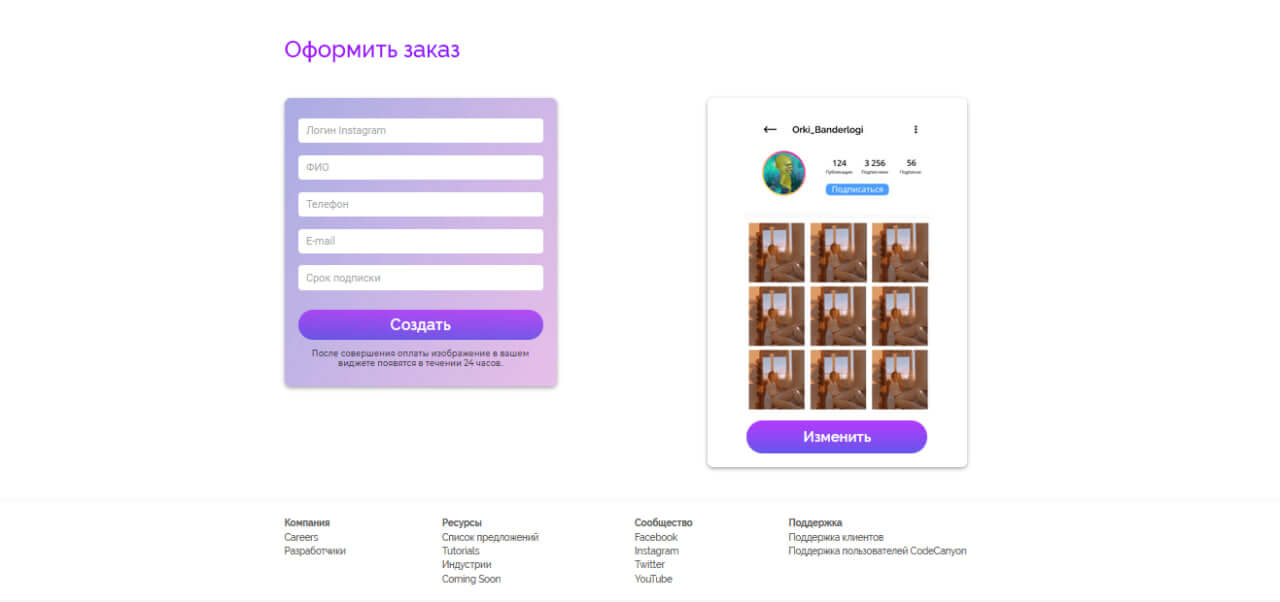 Оформить заказ
Логин Instagram
ФИО
Телефон
E-mail
Срок подписки
Создать
После совершения оплаты изображение в вашем
виджете появятся в течении 24 часов.
Orki_Banderlogi
124 3 256 56
Публикации Подписчики Подписки
Подписаться
Изменить
Компания
Careers
Разработчики
Ресурсы
Список предложений
Tutorials
Индустрии
Coming Soon
Сообщество
Facebook
Instagram
Twitter
YouTube
Поддержка
Поддержка клиентов
Поддержка пользователей CodeCanyon